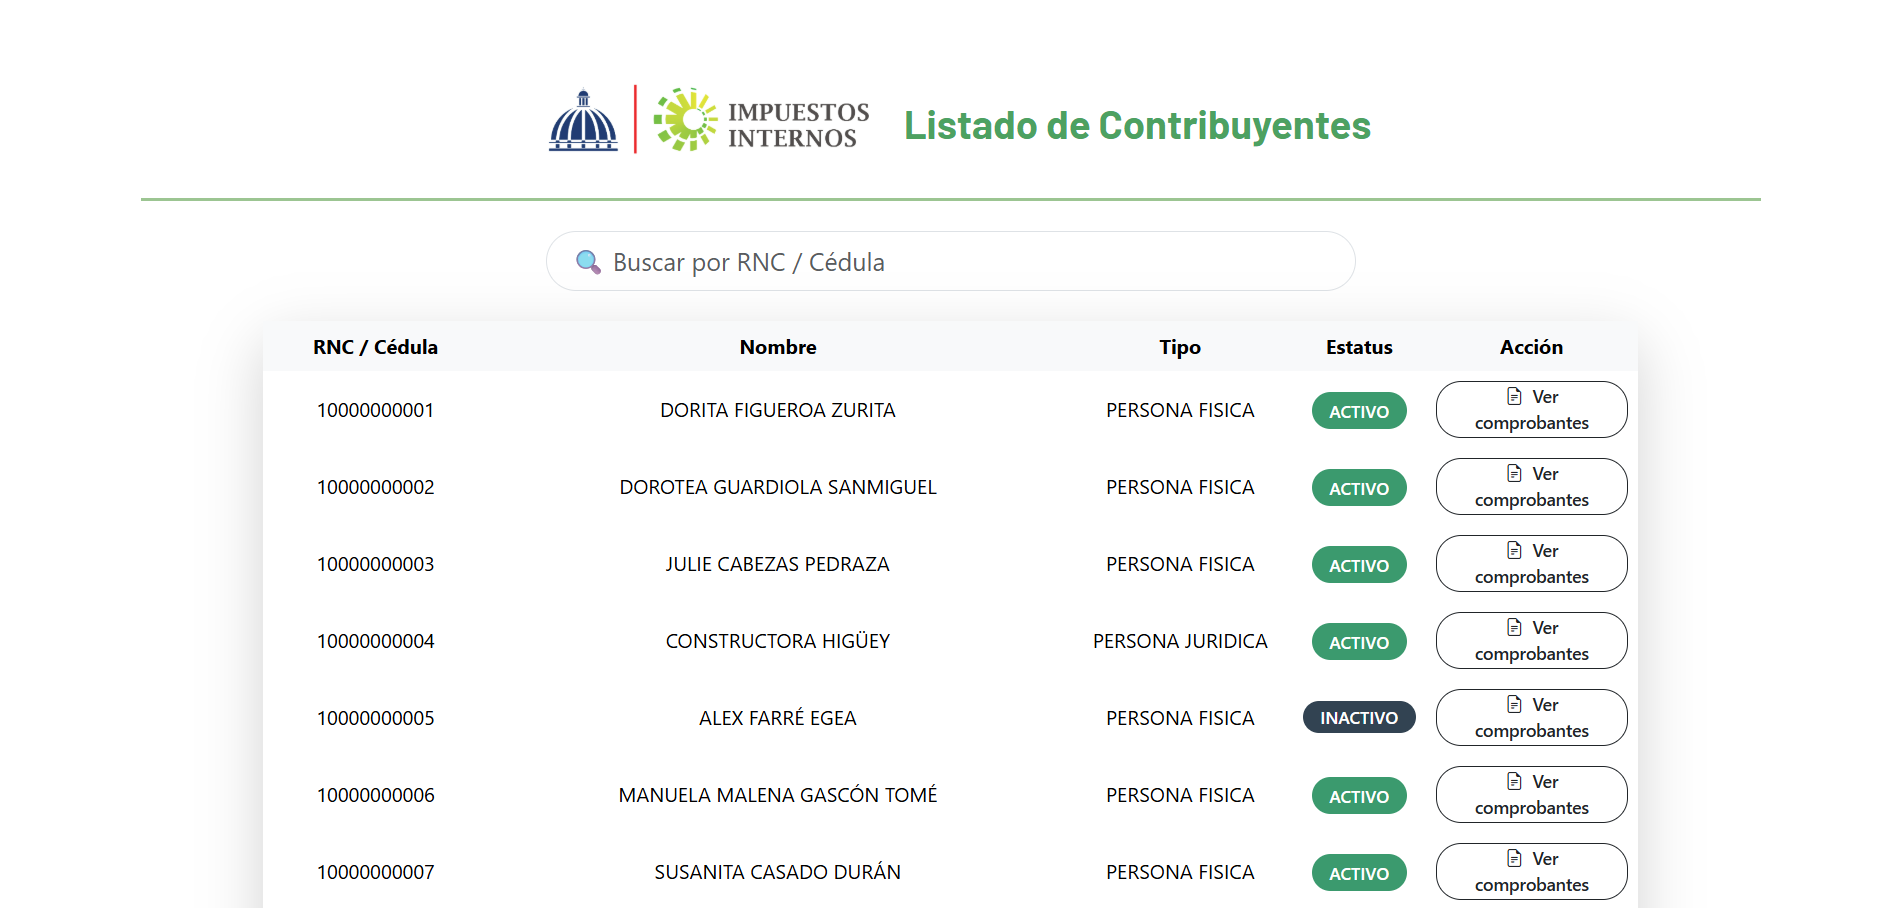 IMPUESTOS
INTERNOS
Listado de Contribuyentes
Buscar por RNC / Cédula
RNC / Cédula Nombre Tipo Estatus Acción
10000000001 DORITA FIGUEROA ZURITA PERSONA FISICA ACTIVO Ver
comprobantes
10000000002 DOROTEA GUARDIOLA SANMIGUEL PERSONA FISICA ACTIVO Ver
comprobantes
10000000003 JULIE CABEZAS PEDRAZA PERSONA FISICA ACTIVO Ver
comprobantes
10000000004 CONSTRUCTORA HIGÜEY PERSONA JURIDICA ACTIVO Ver
comprobantes
10000000005 ALEX FARRÉ EGEA PERSONA FISICA INACTIVO Ver
comprobantes
10000000006 MANUELA MALENA GASCÓN TOMÉ PERSONA FISICA ACTIVO Ver
comprobantes
10000000007 SUSANITA CASADO DURÁN PERSONA FISICA ACTIVO Ver
comprobantes